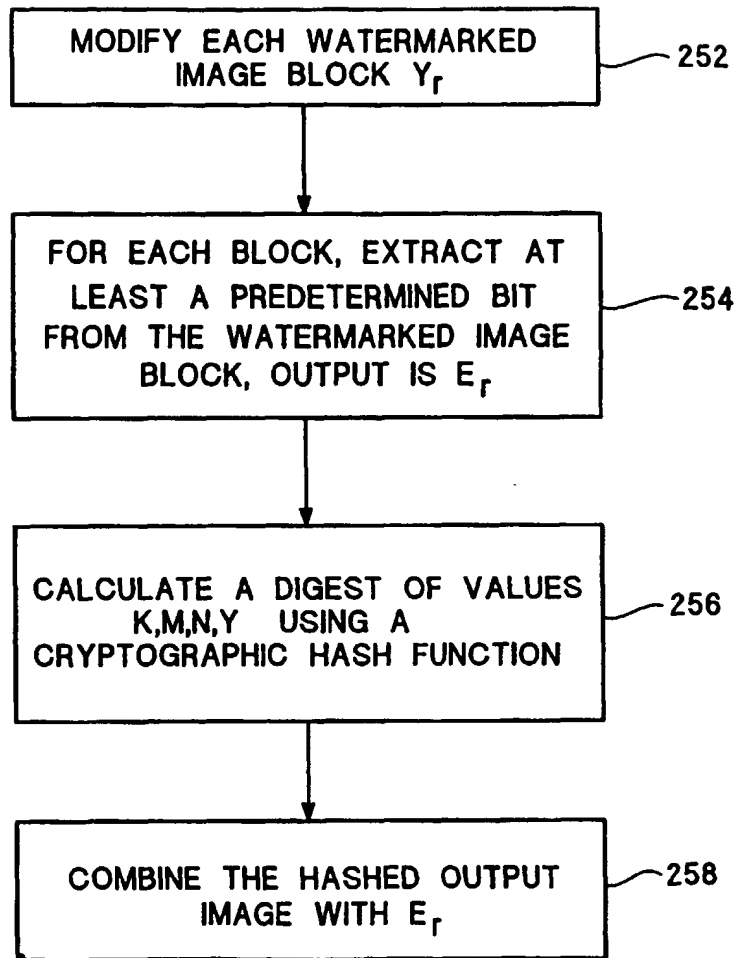 MODIFY EACH WATERMARKED
IMAGE BLOCK Yr
252
FOR EACH BLOCK, EXTRACT AT
LEAST A PREDETERMINED BIT
FROM THE WATERMARKED IMAGE
BLOCK, OUTPUT IS Er
254
CALCULATE A DIGEST OF VALUES
K,M,N,Y USING A
CRYPTOGRAPHIC HASH FUNCTION
256
COMBINE THE HASHED OUTPUT
IMAGE WITH Er
258